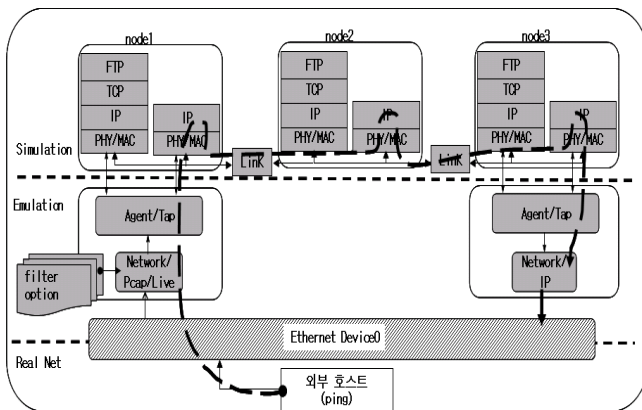 node1
node2
node3
FTP
TCP
IP
PHY/MAC
IP
PHY/MAC
FTP
TCP
IP
PHY/MAC
IP
PHY/MAC
FTP
TCP
IP
PHY/MAC
IP
PHY/MAC
Simulation
Link
Link
Emulation
Agent/Tap
Agent/Tap
filter
option
Network/
Pcap/Live
Network/
IP
Ethernet Device0
Real Net
외부 호스트
(ping)